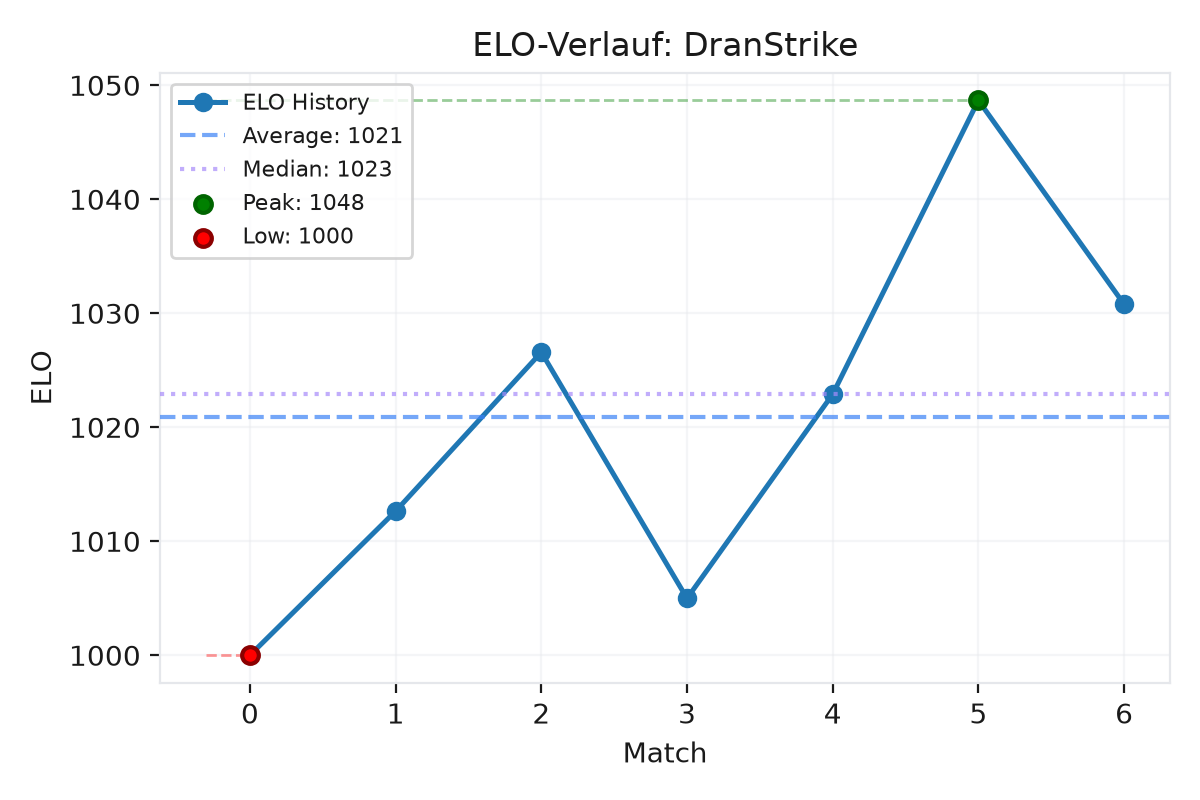 ELO-Verlauf: DranStrike
ELO History
Average: 1021
Median: 1023
Peak: 1048
Low: 1000
1050
1040
1030
1020
1010
1000
ELO
0 1 2 3 4 5 6
Match